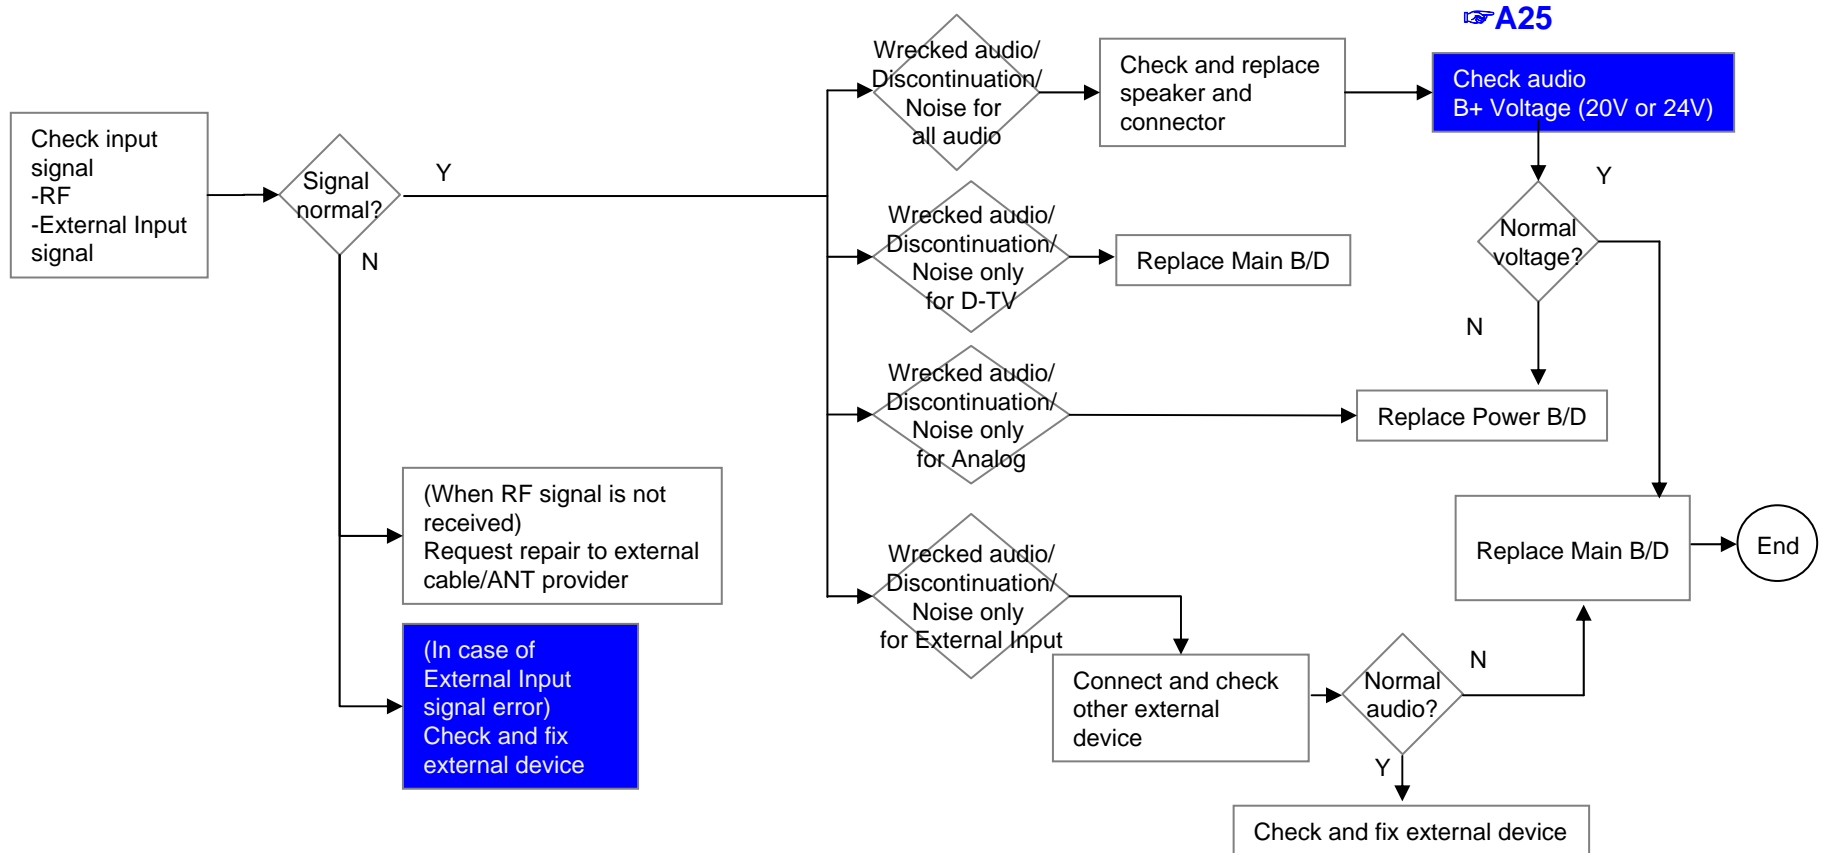 ☞A25
Check input
signal
-RF
-External Input
signal
Signal
normal?
Y
N
(When RF signal is not
received)
Request repair to external
cable/ANT provider
(In case of
External Input
signal error)
Check and fix
external device
Wrecked audio/
Discontinuation/
Noise for
all audio
Check and replace
speaker and
connector
Check audio
B+ Voltage (20V or 24V)
Normal
voltage?
Y
N
Wrecked audio/
Discontinuation/
Noise only
for D-TV
Replace Main B/D
Wrecked audio/
Discontinuation/
Noise only
for Analog
Replace Power B/D
Wrecked audio/
Discontinuation/
Noise only
for External Input
Connect and check
other external
device
Normal
audio?
N
Y
Replace Main B/D
End
Check and fix external device